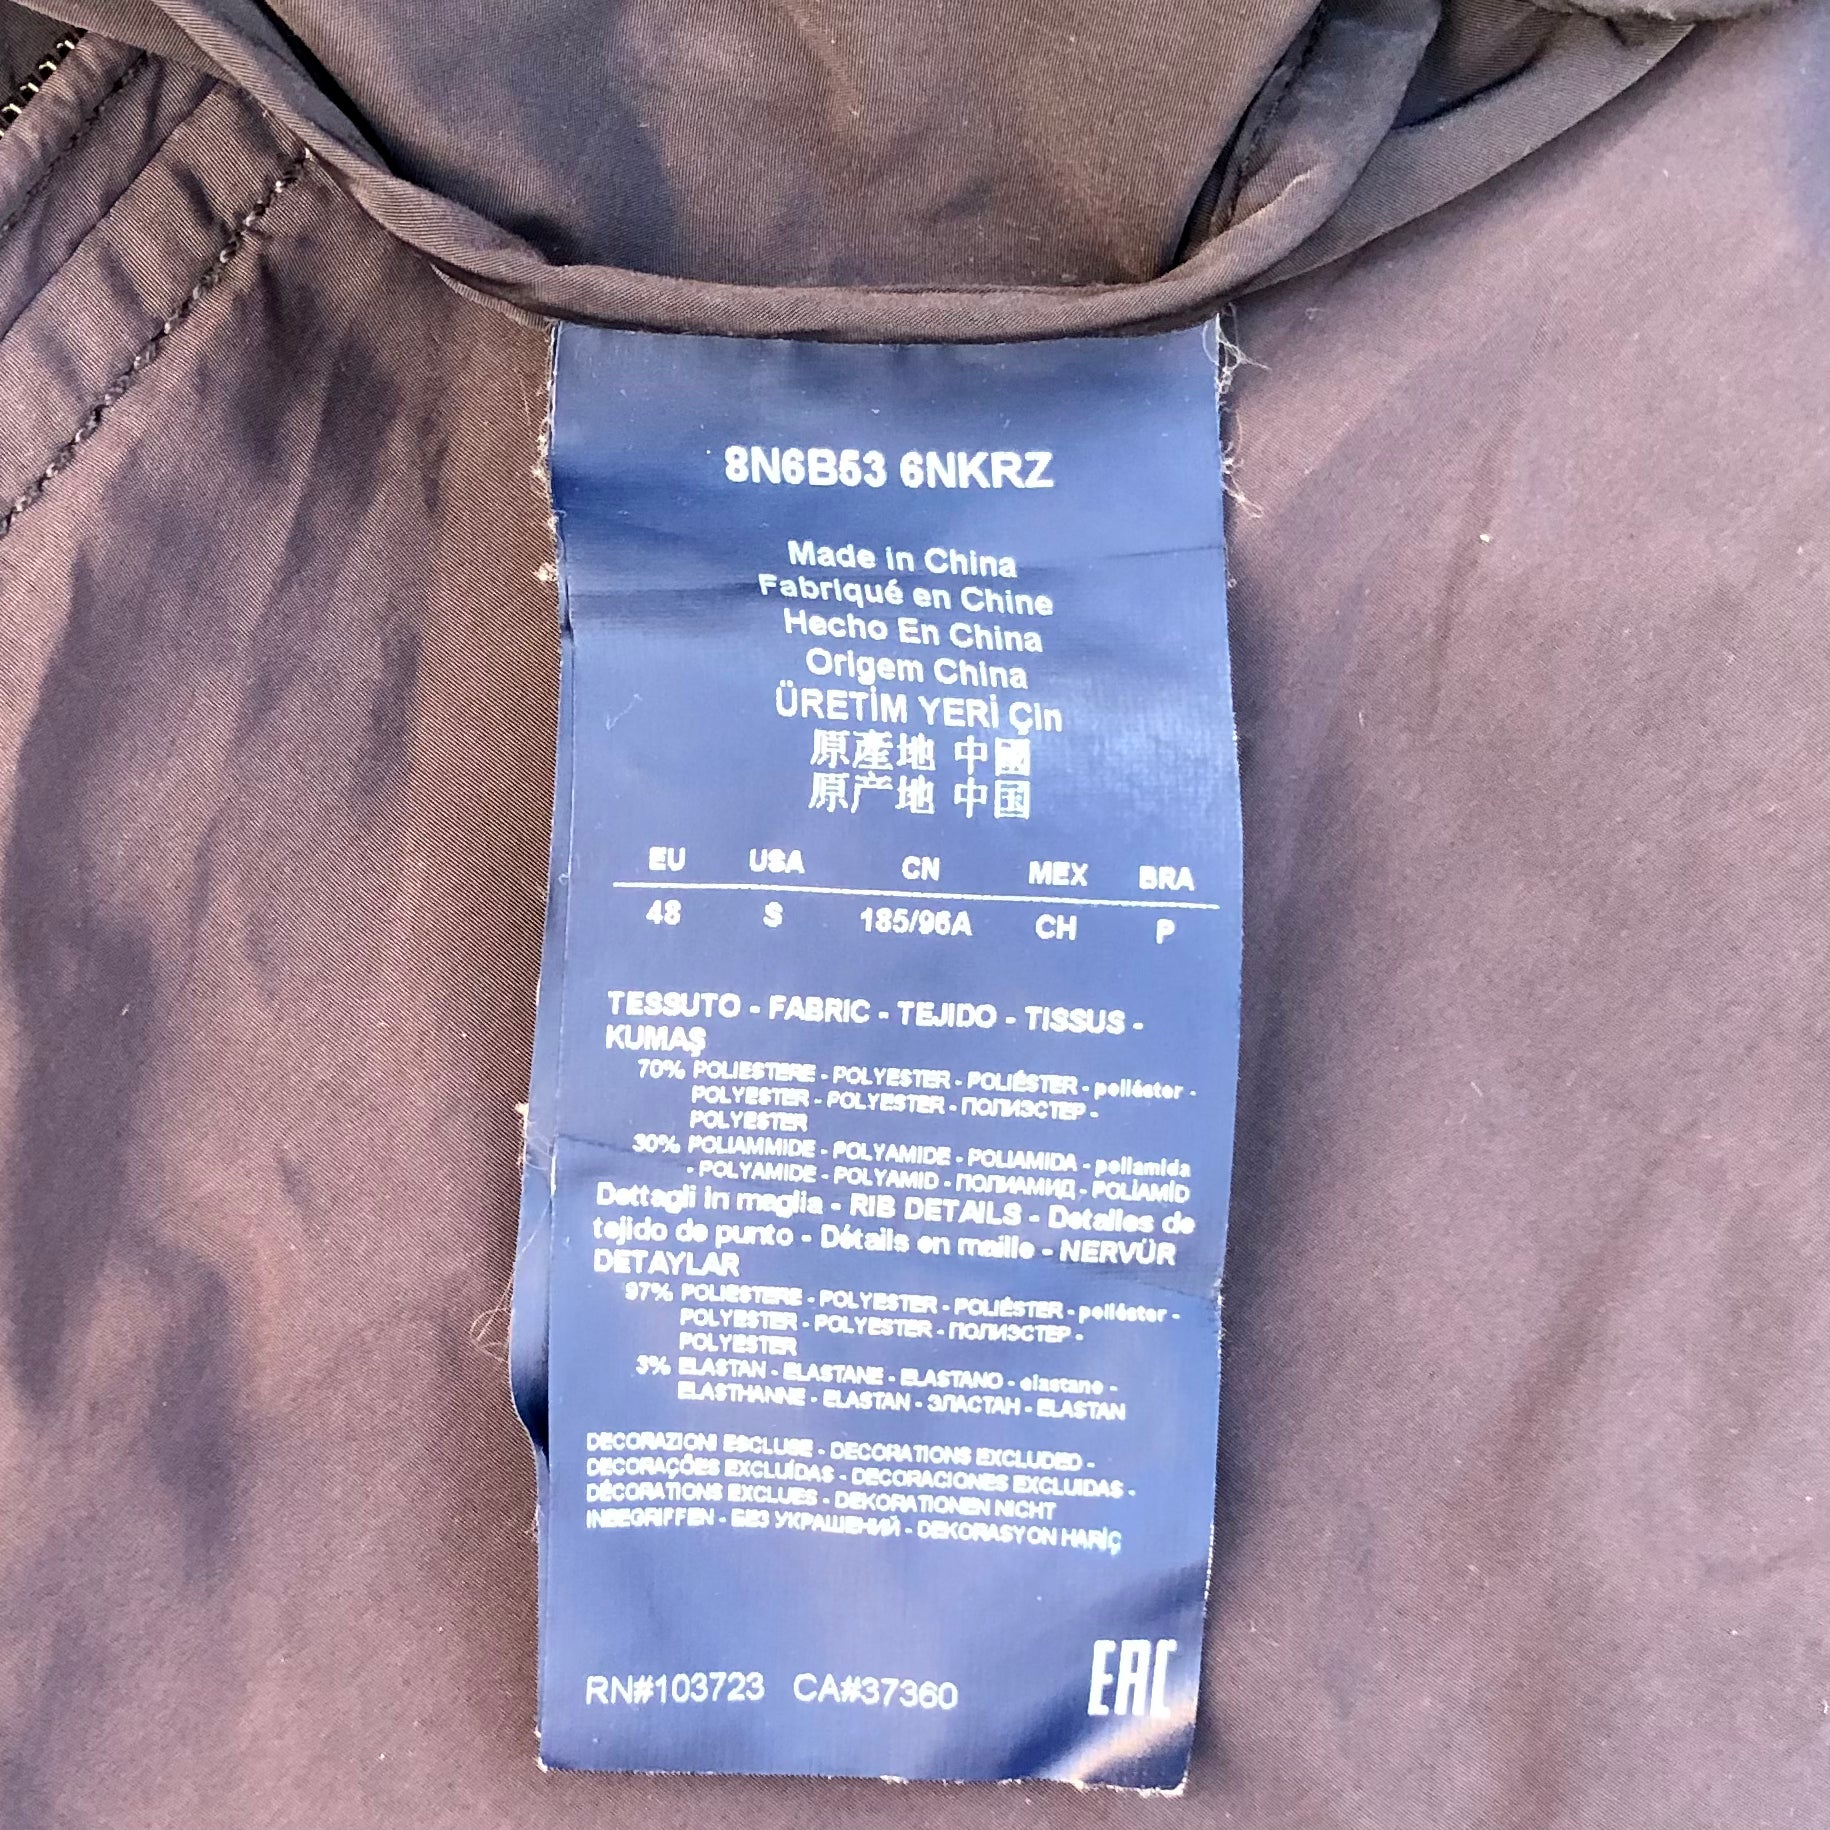 8N6B53 6NKRZ
Made in China
Fabriqué en Chine
Hecho En China
Origem China
ÜRETİM YERİ Çin
原產地 中國
原产地 中国
EU USA CN MEX BRA
48 S 185/96A CH P
TESSUTO - FABRIC - TEJIDO - TISSUS -
KUMAŞ
70% POLIESTERE - POLYESTER - POLIÉSTER - poliéster -
POLYESTER - POLYESTER - ПОЛИЭСТЕР -
POLYESTER
30% POLIAMMIDE - POLYAMIDE - POLIAMIDA - poliamida
- POLYAMIDE - POLYAMID - ПОЛИАМИД - POLİAMİD
Dettagli in maglia - RIB DETAILS - Detalles de
tejido de punto - Détails en maille - NERVÜR
DETAYLAR
97% POLIESTERE - POLYESTER - POLIÉSTER - poliéster -
POLYESTER - POLYESTER - ПОЛИЭСТЕР -
POLYESTER
3% ELASTAN - ELASTANE - ELASTANO - elastane -
ELASTHANNE - ELASTAN - ЭЛАСТАН - ELASTAN
DECORAZIONI ESCLUSE - DECORATIONS EXCLUDED -
DECORAÇÕES EXCLUÍDAS - DECORACIONES EXCLUIDAS -
DÉCORATIONS EXCLUES - DEKORATIONEN NICHT
INBEGRIFFEN - БЕЗ УКРАШЕНИЙ - DEKORASYON HARİÇ
RN#103723 CA#37360
EAC